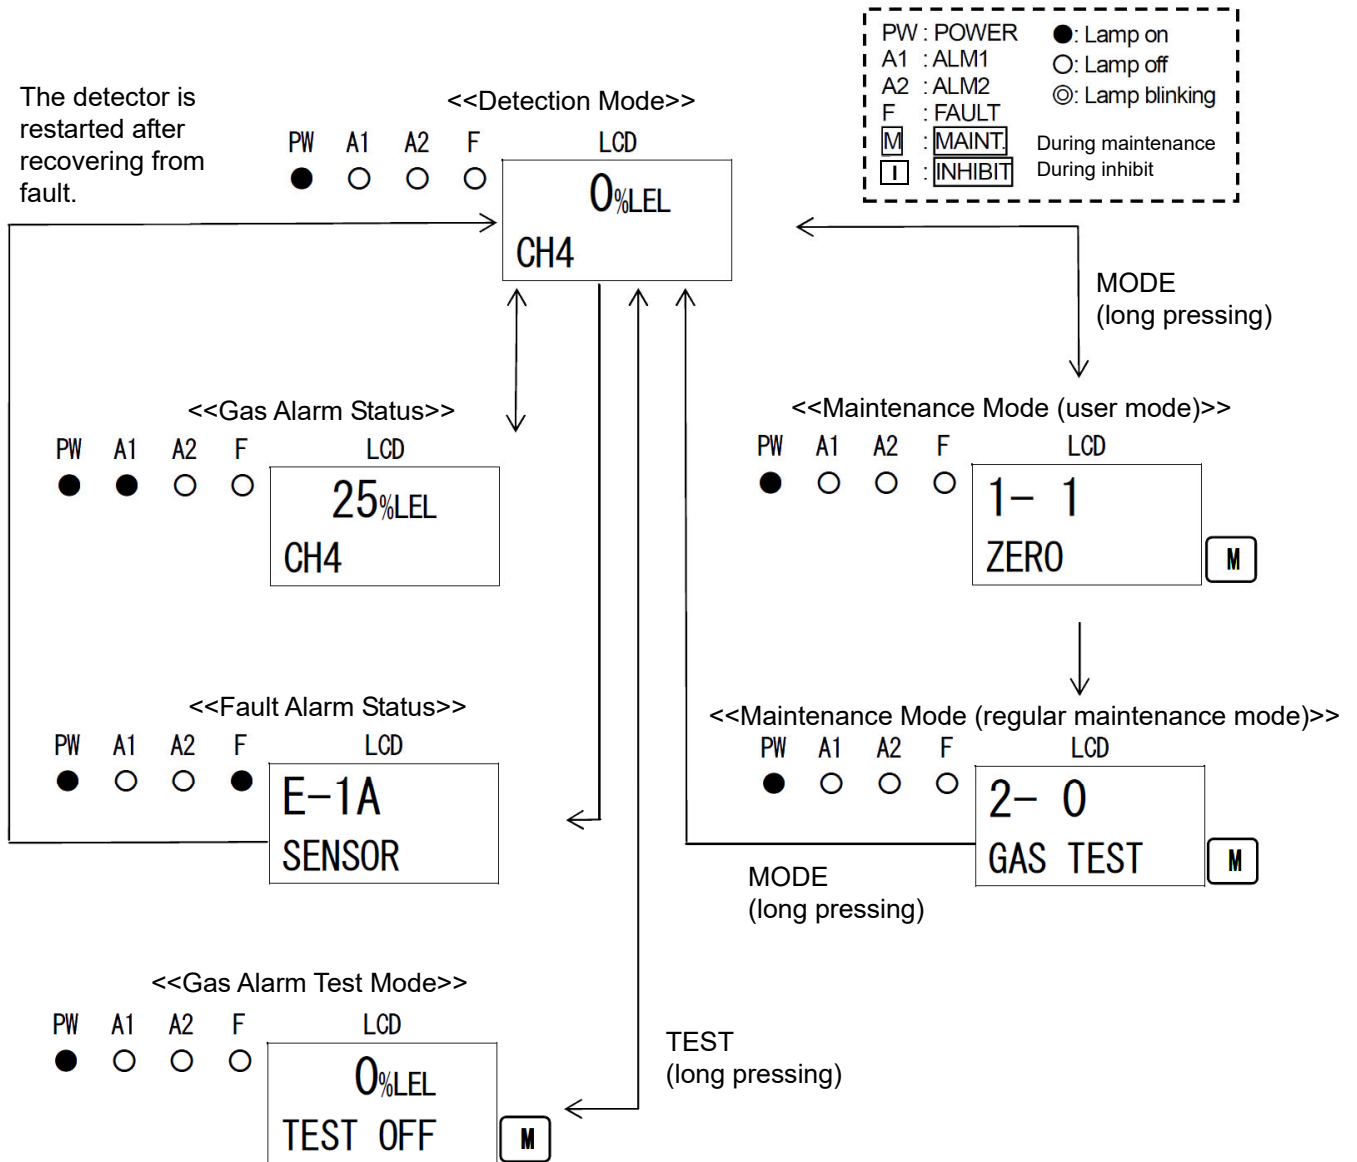 PW : POWER ●: Lamp on
A1 : ALM1 ○: Lamp off
A2 : ALM2 ◎: Lamp blinking
F : FAULT
M : MAINT. During maintenance
I : INHIBIT During inhibit
The detector is
restarted after
recovering from
fault.
<<Detection Mode>>
PW A1 A2 F LCD
0%LEL
CH4
MODE
(long pressing)
<<Gas Alarm Status>>
PW A1 A2 F LCD
25%LEL
CH4
<<Maintenance Mode (user mode)>>
PW A1 A2 F LCD
1- 1
ZERO M
<<Fault Alarm Status>>
PW A1 A2 F LCD
E-1A
SENSOR
<<Maintenance Mode (regular maintenance mode)>>
PW A1 A2 F LCD
2- 0
GAS TEST M
MODE
(long pressing)
<<Gas Alarm Test Mode>>
PW A1 A2 F LCD
0%LEL
TEST OFF M
TEST
(long pressing)